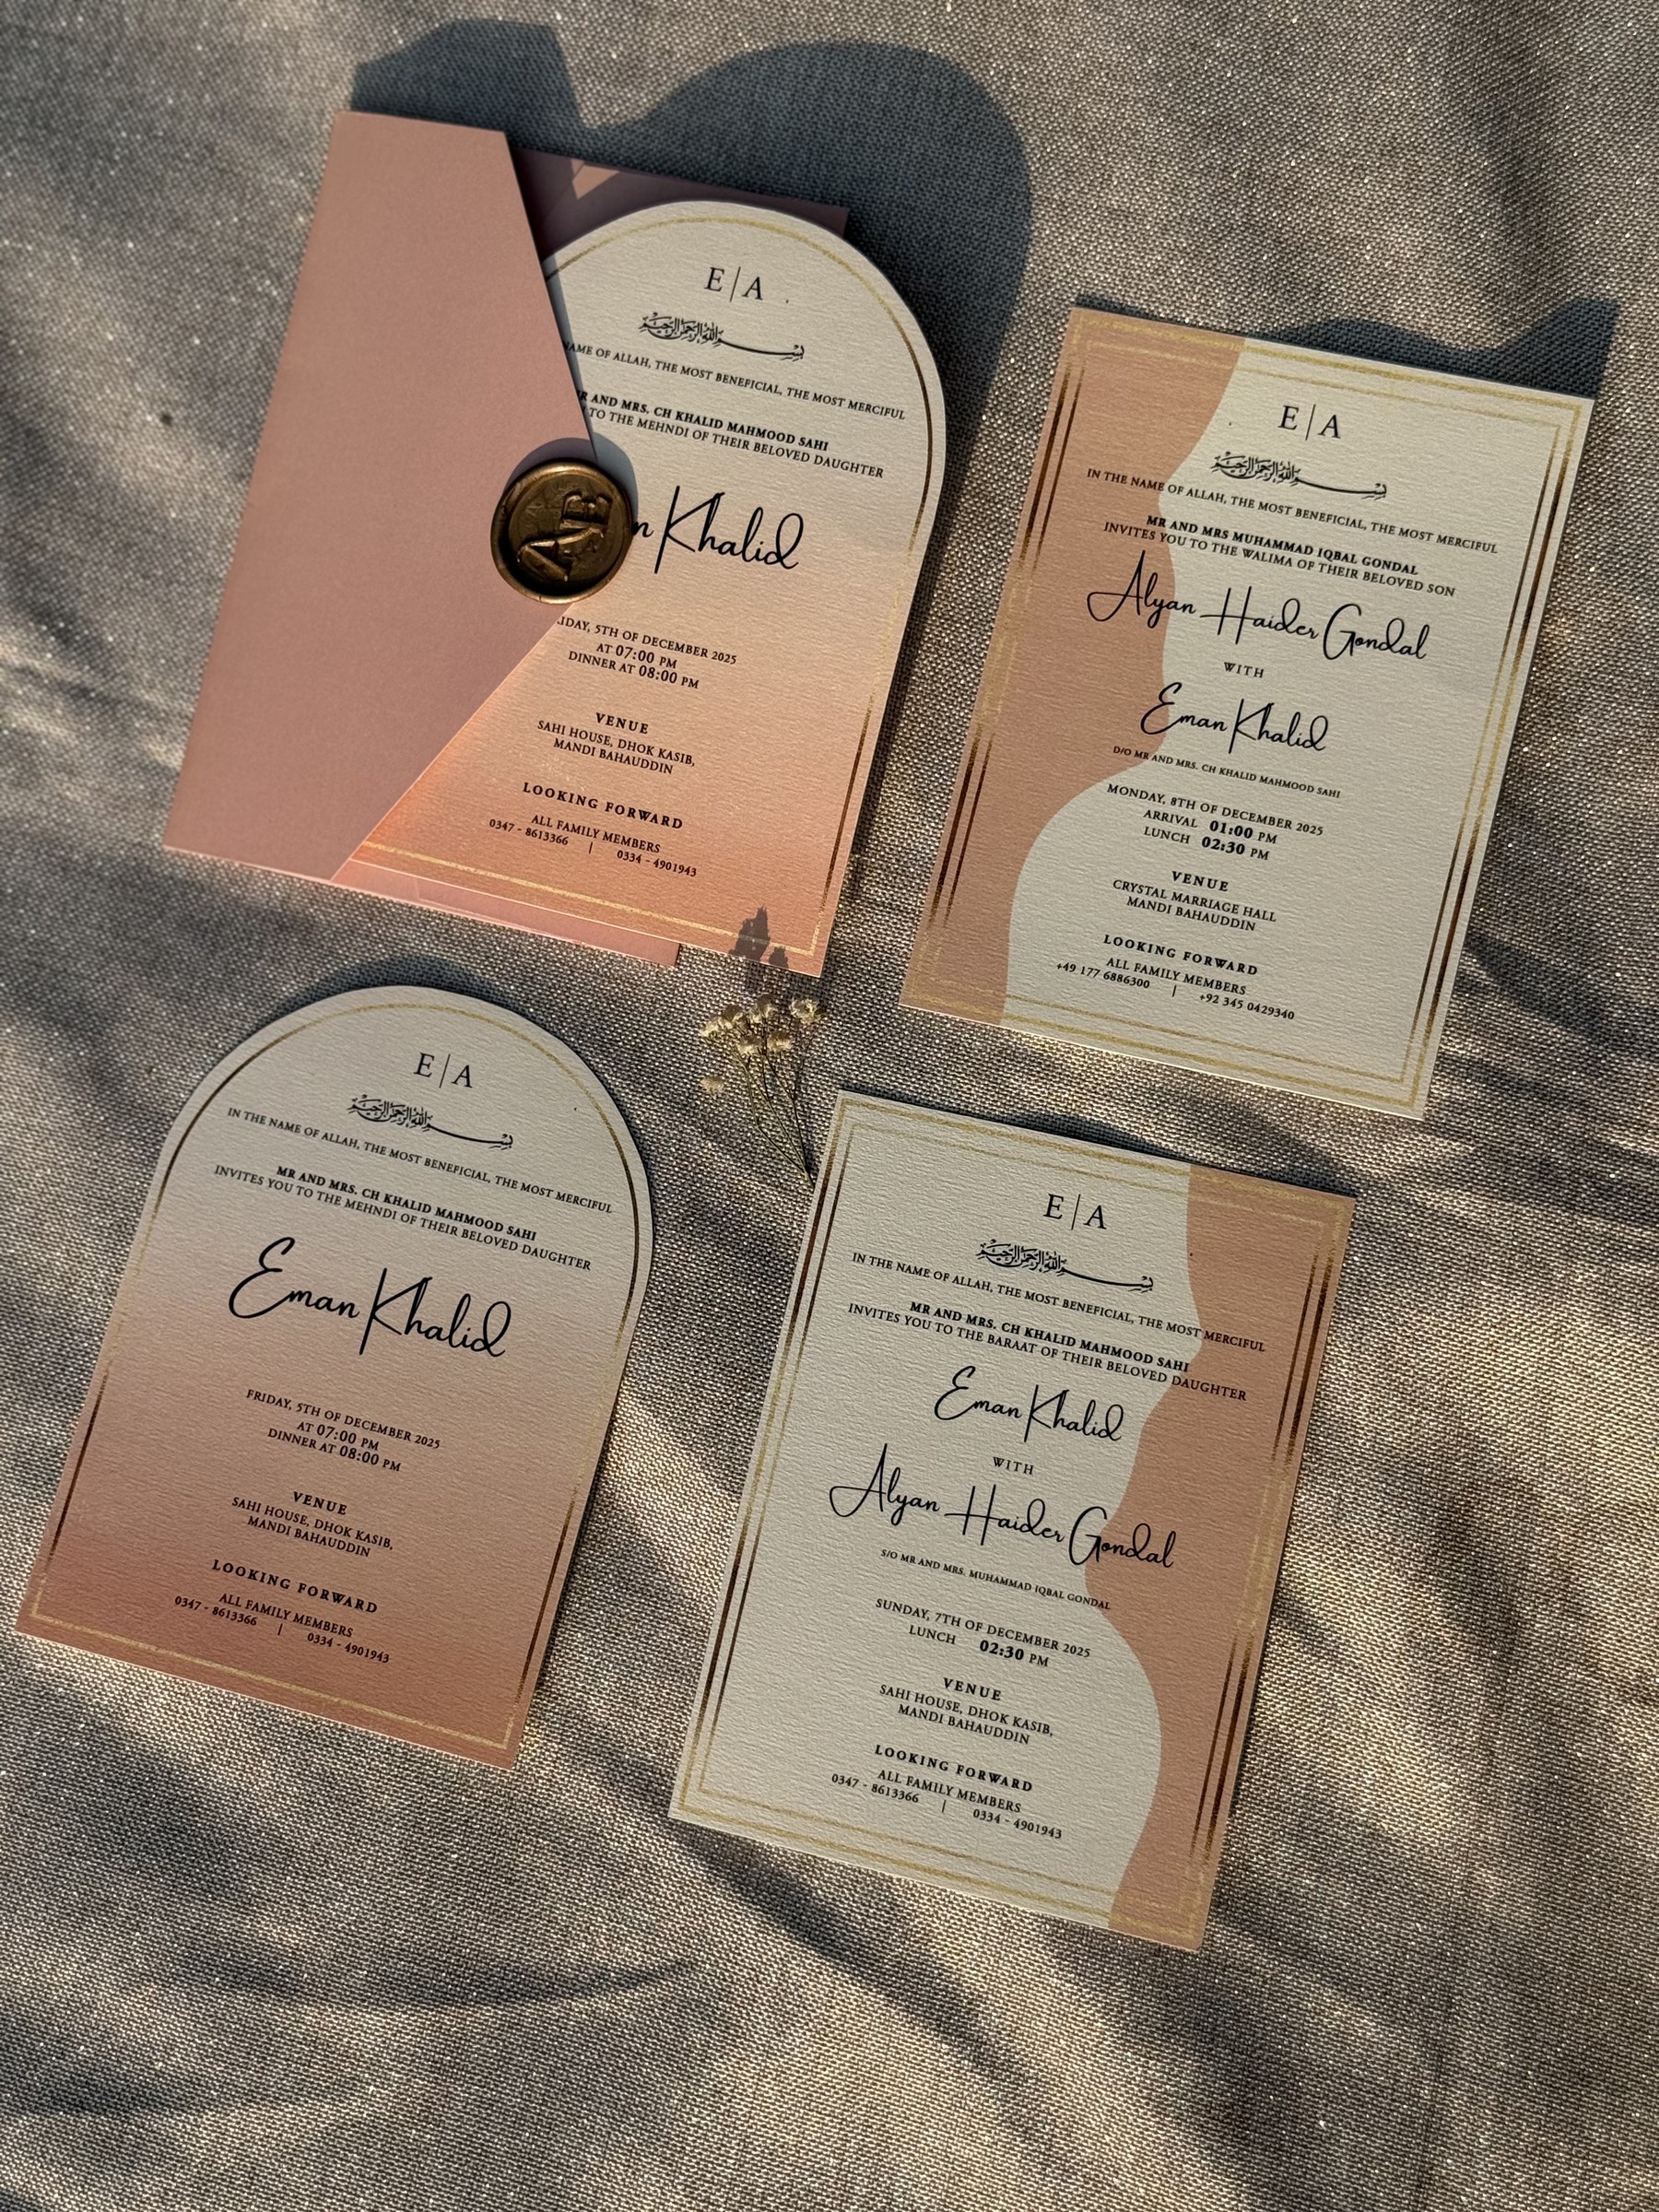 E|A
بسم الله الرحمن الرحيم
NAME OF ALLAH, THE MOST BENEFICIAL, THE MOST MERCIFUL
AND MRS. CH KHALID MAHMOOD SAHI
TO THE MEHNDI OF THEIR BELOVED DAUGHTER
Khalid
5TH OF DECEMBER 2025
AT 07:00 PM
DINNER AT 08:00 PM
VENUE
SAHI HOUSE, DHOK KASIB,
MANDI BAHAUDDIN
LOOKING FORWARD
ALL FAMILY MEMBERS
0347 - 8613366 | 0334 - 4901943
E|A
بسم الله الرحمن الرحيم
IN THE NAME OF ALLAH, THE MOST BENEFICIAL, THE MOST MERCIFUL
MR AND MRS MUHAMMAD IQBAL GONDAL
INVITES YOU TO THE WALIMA OF THEIR BELOVED SON
Alyan Haider Gondal
WITH
Eman Khalid
D/O MR AND MRS. CH KHALID MAHMOOD SAHI
MONDAY, 8TH OF DECEMBER 2025
ARRIVAL 01:00 PM
LUNCH 02:30 PM
VENUE
CRYSTAL MARRIAGE HALL
MANDI BAHAUDDIN
LOOKING FORWARD
ALL FAMILY MEMBERS
+49 177 6886300 | +92 345 0429340
E|A
بسم الله الرحمن الرحيم
IN THE NAME OF ALLAH, THE MOST BENEFICIAL, THE MOST MERCIFUL
MR AND MRS. CH KHALID MAHMOOD SAHI
INVITES YOU TO THE MEHNDI OF THEIR BELOVED DAUGHTER
Eman Khalid
FRIDAY, 5TH OF DECEMBER 2025
AT 07:00 PM
DINNER AT 08:00 PM
VENUE
SAHI HOUSE, DHOK KASIB,
MANDI BAHAUDDIN
LOOKING FORWARD
ALL FAMILY MEMBERS
0347 - 8613366 | 0334 - 4901943
E|A
بسم الله الرحمن الرحيم
IN THE NAME OF ALLAH, THE MOST BENEFICIAL, THE MOST MERCIFUL
MR AND MRS. CH KHALID MAHMOOD SAHI
INVITES YOU TO THE BARAAT OF THEIR BELOVED DAUGHTER
Eman Khalid
WITH
Alyan Haider Gondal
S/O MR AND MRS. MUHAMMAD IQBAL GONDAL
SUNDAY, 7TH OF DECEMBER 2025
LUNCH 02:30 PM
VENUE
SAHI HOUSE, DHOK KASIB,
MANDI BAHAUDDIN
LOOKING FORWARD
ALL FAMILY MEMBERS
0347 - 8613366 | 0334 - 4901943